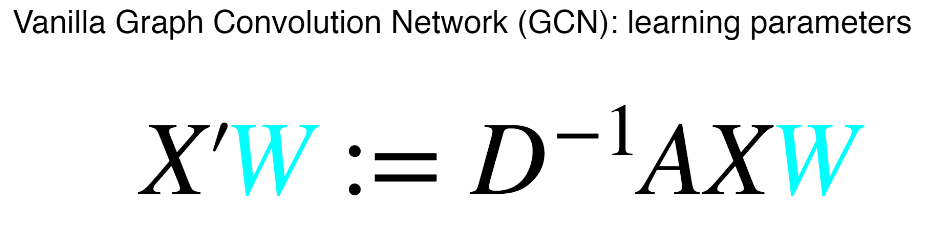 Vanilla Graph Convolution Network (GCN): learning parameters
X′W := D⁻¹AXW